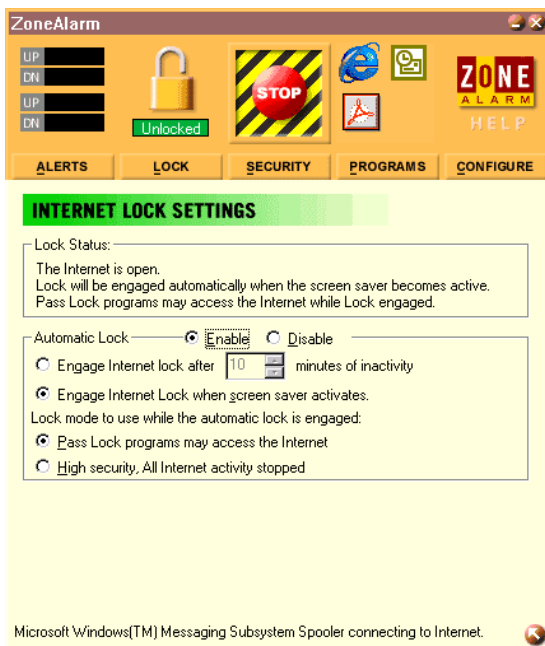 ZoneAlarm
UP
DN
UP
DN
Unlocked
STOP
ZONE
ALARM
HELP
ALERTS
LOCK
SECURITY
PROGRAMS
CONFIGURE
INTERNET LOCK SETTINGS
Lock Status:
The Internet is open.
Lock will be engaged automatically when the screen saver becomes active.
Pass Lock programs may access the Internet while Lock engaged.
Automatic Lock Enable Disable
Engage Internet lock after 10 minutes of inactivity
Engage Internet Lock when screen saver activates.
Lock mode to use while the automatic lock is engaged:
Pass Lock programs may access the Internet
High security, All Internet activity stopped
Microsoft Windows(TM) Messaging Subsystem Spooler connecting to Internet.